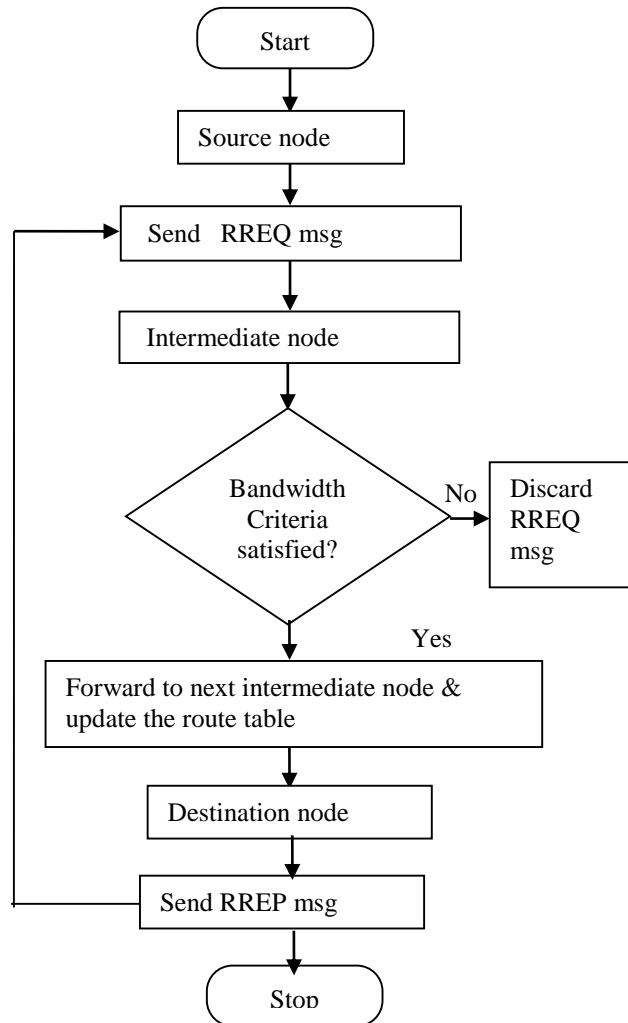 Start
Source node
Send RREQ msg
Intermediate node
Bandwidth
Criteria
satisfied?
No
Discard
RREQ
msg
Yes
Forward to next intermediate node &
update the route table
Destination node
Send RREP msg
Stop